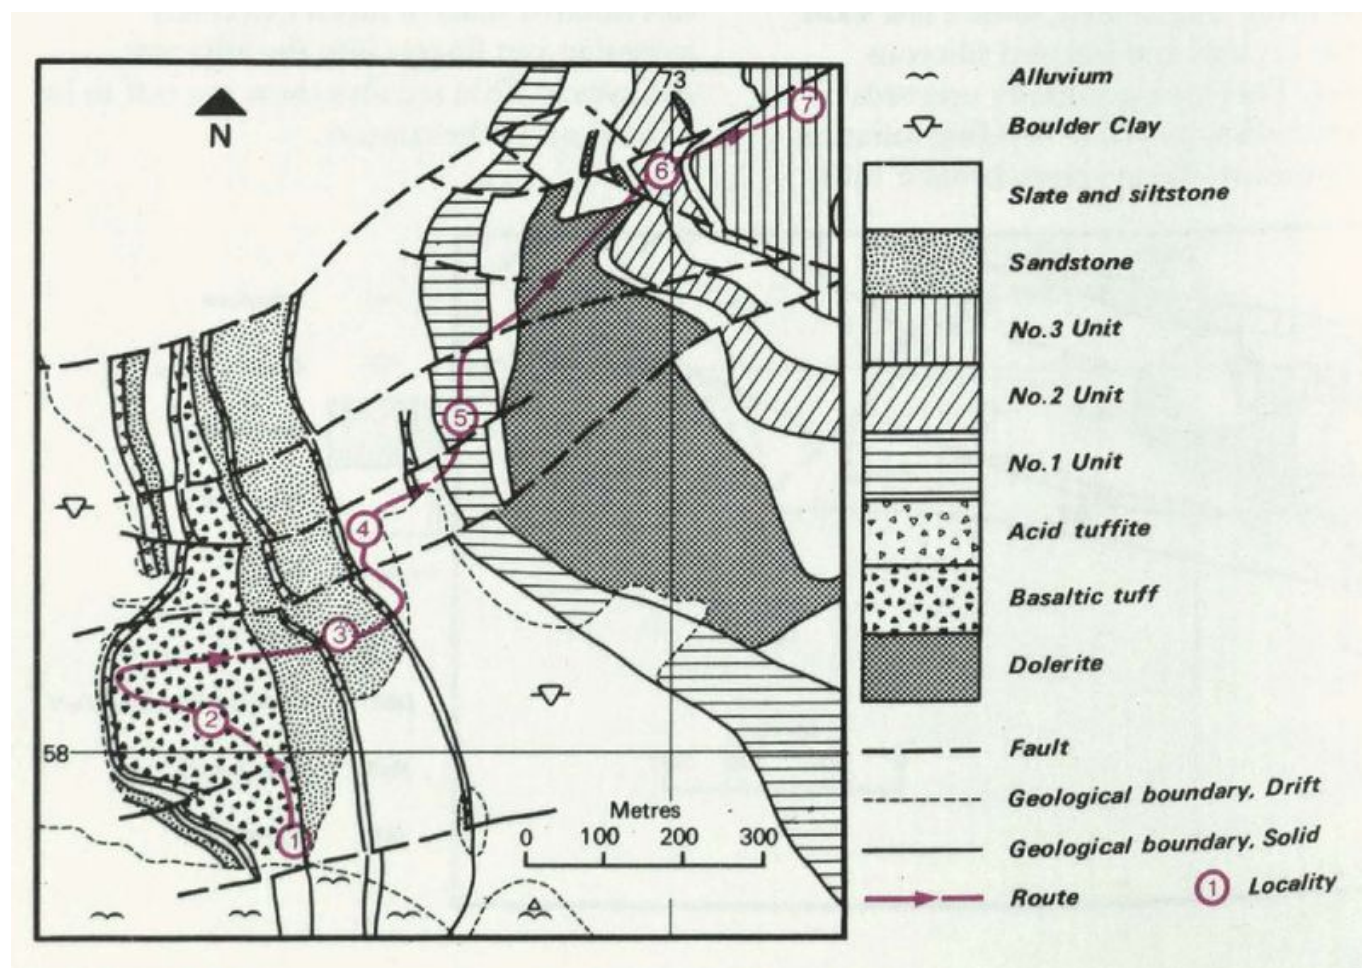 73
7
N
6
5
4
3
2
58
1
Metres
0 100 200 300
Alluvium
Boulder Clay
Slate and siltstone
Sandstone
No.3 Unit
No.2 Unit
No.1 Unit
Acid tuffite
Basaltic tuff
Dolerite
Fault
Geological boundary, Drift
Geological boundary, Solid
Route
1 Locality